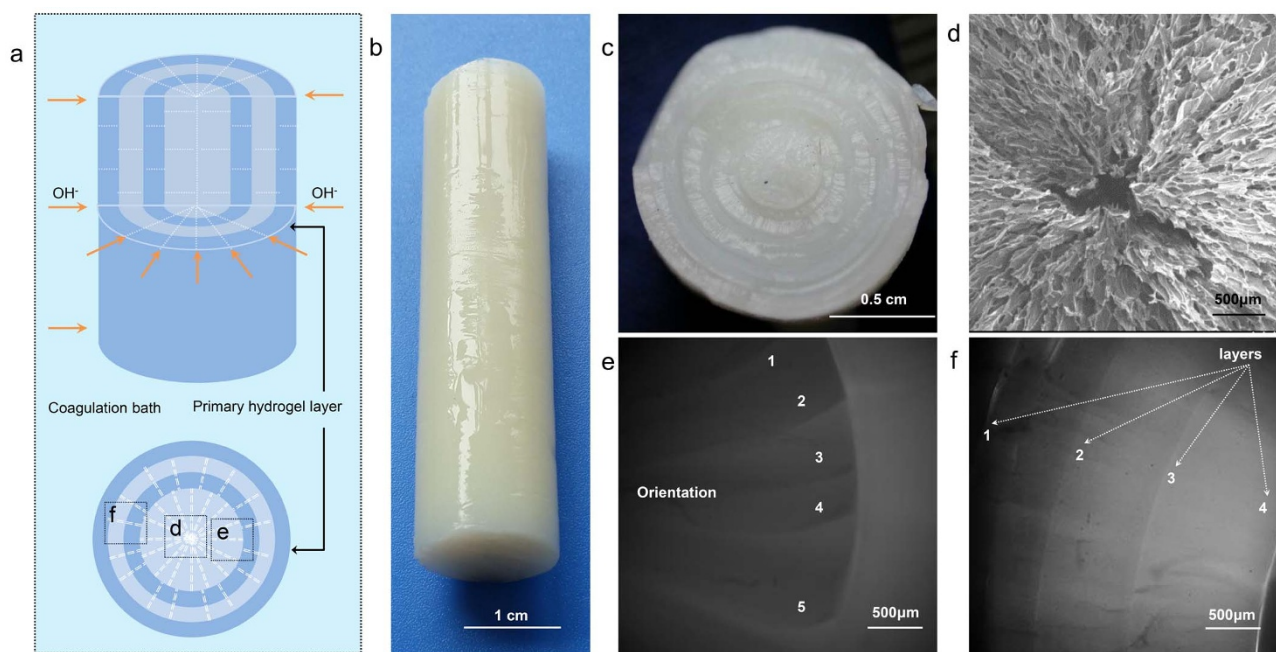 a
OH-
OH-
Coagulation bath
Primary hydrogel layer
f
d
e
b
1 cm
c
0.5 cm
d
500μm
e
1
2
3
Orientation
4
5
500μm
f
layers
1
2
3
4
500μm